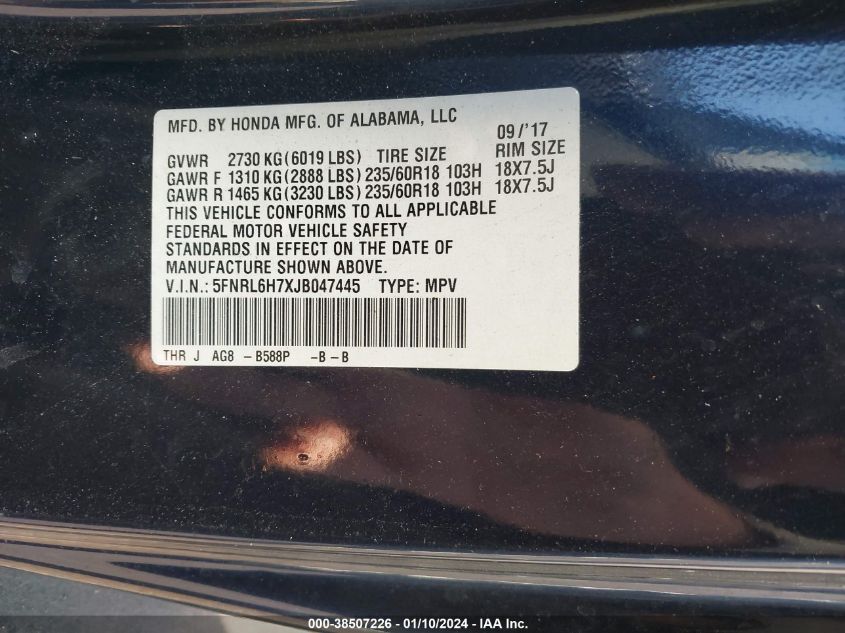 MFD. BY HONDA MFG. OF ALABAMA, LLC 09/'17
GVWR 2730 KG(6019 LBS) TIRE SIZE RIM SIZE
GAWR F 1310 KG(2888 LBS)235/60R18 103H 18X7.5J
GAWR R 1465 KG(3230 LBS)235/60R18 103H 18X7.5J
THIS VEHICLE CONFORMS TO ALL APPLICABLE
FEDERAL MOTOR VEHICLE SAFETY
STANDARDS IN EFFECT ON THE DATE OF
MANUFACTURE SHOWN ABOVE.
V.I.N.: 5FNRL6H7XJB047445 TYPE: MPV
THR J AG8 -B588P -B-B
000-38507226 - 01/10/2024 - IAA Inc.